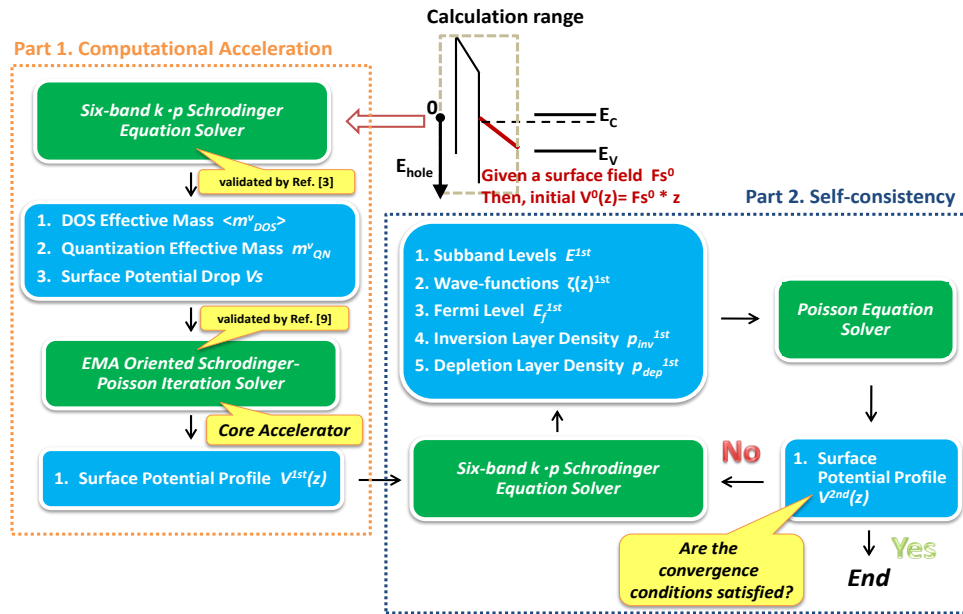 Calculation range
Part 1. Computational Acceleration
Six-band k·p Schrodinger
Equation Solver
validated by Ref. [3]
1. DOS Effective Mass <m^v_DOS>
2. Quantization Effective Mass m^v_QN
3. Surface Potential Drop Vs
validated by Ref. [9]
EMA Oriented Schrodinger-
Poisson Iteration Solver
Core Accelerator
1. Surface Potential Profile V^1st(z)
0
E_hole
E_C
E_V
Given a surface field Fs⁰
Then, initial V⁰(z)= Fs⁰ * z
Part 2. Self-consistency
1. Subband Levels E^1st
2. Wave-functions ζ(z)^1st
3. Fermi Level E_f^1st
4. Inversion Layer Density p_inv^1st
5. Depletion Layer Density p_dep^1st
Poisson Equation
Solver
Six-band k·p Schrodinger
Equation Solver
No
1. Surface
Potential Profile
V^2nd(z)
Are the
convergence
conditions satisfied?
Yes
End